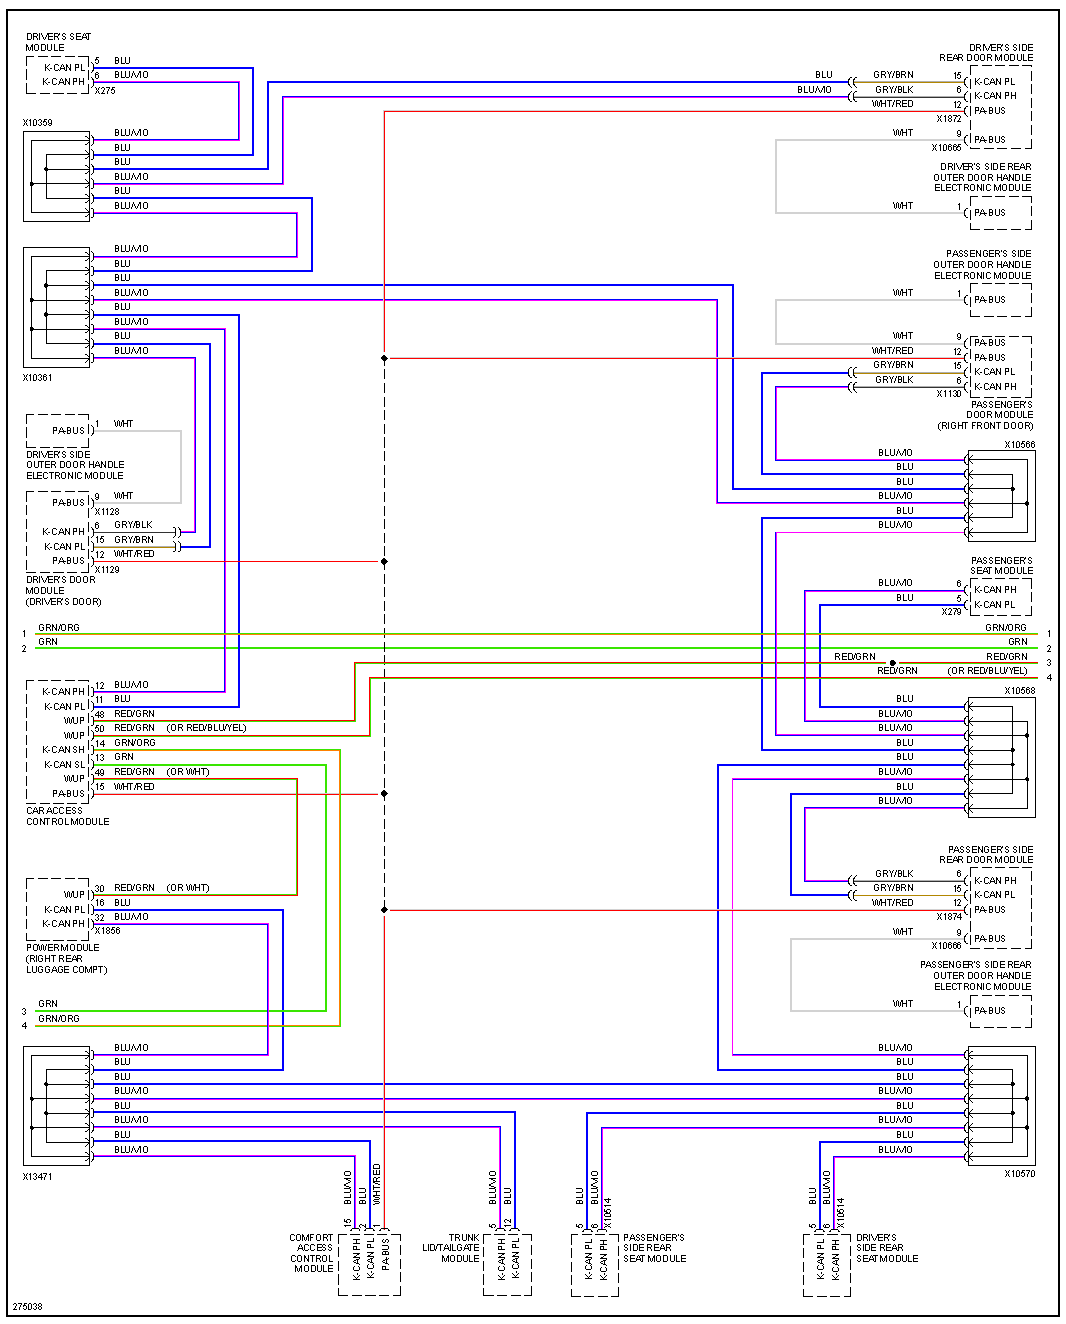 DRIVER'S SEAT
MODULE
K-CAN PL 5 BLU
K-CAN PH 6 BLU/VIO
X275
X10359
BLU/VIO
BLU
BLU
BLU/VIO
BLU
BLU/VIO
BLU/VIO
BLU
BLU
BLU/VIO
BLU
BLU/VIO
BLU
BLU/VIO
X10361
PA-BUS 1 WHT
DRIVER'S SIDE
OUTER DOOR HANDLE
ELECTRONIC MODULE
PA-BUS 9 WHT
X1128
K-CAN PH 6 GRY/BLK
K-CAN PL 15 GRY/BRN
PA-BUS 12 WHT/RED
X1129
DRIVER'S DOOR
MODULE
(DRIVER'S DOOR)
1 GRN/ORG
2 GRN
K-CAN PH 12 BLU/VIO
K-CAN PL 11 BLU
WUP 48 RED/GRN
WUP 50 RED/GRN (OR RED/BLU/YEL)
K-CAN SH 14 GRN/ORG
K-CAN SL 13 GRN
WUP 49 RED/GRN (OR WHT)
PA-BUS 15 WHT/RED
CAR ACCESS
CONTROL MODULE
WUP 30 RED/GRN (OR WHT)
K-CAN PL 16 BLU
K-CAN PH 32 BLU/VIO
X1856
POWER MODULE
(RIGHT REAR
LUGGAGE COMPT)
3 GRN
4 GRN/ORG
BLU/VIO
BLU
BLU
BLU/VIO
BLU
BLU/VIO
BLU
BLU/VIO
X13471
DRIVER'S SIDE
REAR DOOR MODULE
BLU GRY/BRN 15 K-CAN PL
BLU/VIO GRY/BLK 6 K-CAN PH
WHT/RED 12 PA-BUS
X1872
WHT 9 PA-BUS
X10665
DRIVER'S SIDE REAR
OUTER DOOR HANDLE
ELECTRONIC MODULE
WHT 1 PA-BUS
PASSENGER'S SIDE
OUTER DOOR HANDLE
ELECTRONIC MODULE
WHT 1 PA-BUS
WHT 9 PA-BUS
WHT/RED 12 PA-BUS
GRY/BRN 15 K-CAN PL
GRY/BLK 6 K-CAN PH
X1130
PASSENGER'S
DOOR MODULE
(RIGHT FRONT DOOR)
X10566
BLU/VIO
BLU
BLU
BLU/VIO
BLU
BLU/VIO
PASSENGER'S
SEAT MODULE
BLU/VIO 6 K-CAN PH
BLU 5 K-CAN PL
X279
GRN/ORG 1
GRN 2
RED/GRN RED/GRN 3
RED/GRN (OR RED/BLU/YEL) 4
X10568
BLU
BLU/VIO
BLU/VIO
BLU
BLU
BLU/VIO
BLU
BLU/VIO
PASSENGER'S SIDE
REAR DOOR MODULE
GRY/BLK 6 K-CAN PH
GRY/BRN 15 K-CAN PL
WHT/RED 12 PA-BUS
X1874
WHT 9 PA-BUS
X10666
PASSENGER'S SIDE REAR
OUTER DOOR HANDLE
ELECTRONIC MODULE
WHT 1 PA-BUS
BLU/VIO
BLU
BLU
BLU/VIO
BLU
BLU/VIO
BLU
BLU/VIO
X10570
COMFORT
ACCESS
CONTROL
MODULE
BLU/VIO 15 K-CAN PH
BLU 2 K-CAN PL
WHT/RED 1 PA-BUS
TRUNK
LID/TAILGATE
MODULE
BLU/VIO 5 K-CAN PH
BLU 12 K-CAN PL
BLU 5 K-CAN PL
BLU/VIO 6 K-CAN PH
X10514
PASSENGER'S
SIDE REAR
SEAT MODULE
BLU 5 K-CAN PL
BLU/VIO 6 K-CAN PH
X10514
DRIVER'S
SIDE REAR
SEAT MODULE
275038